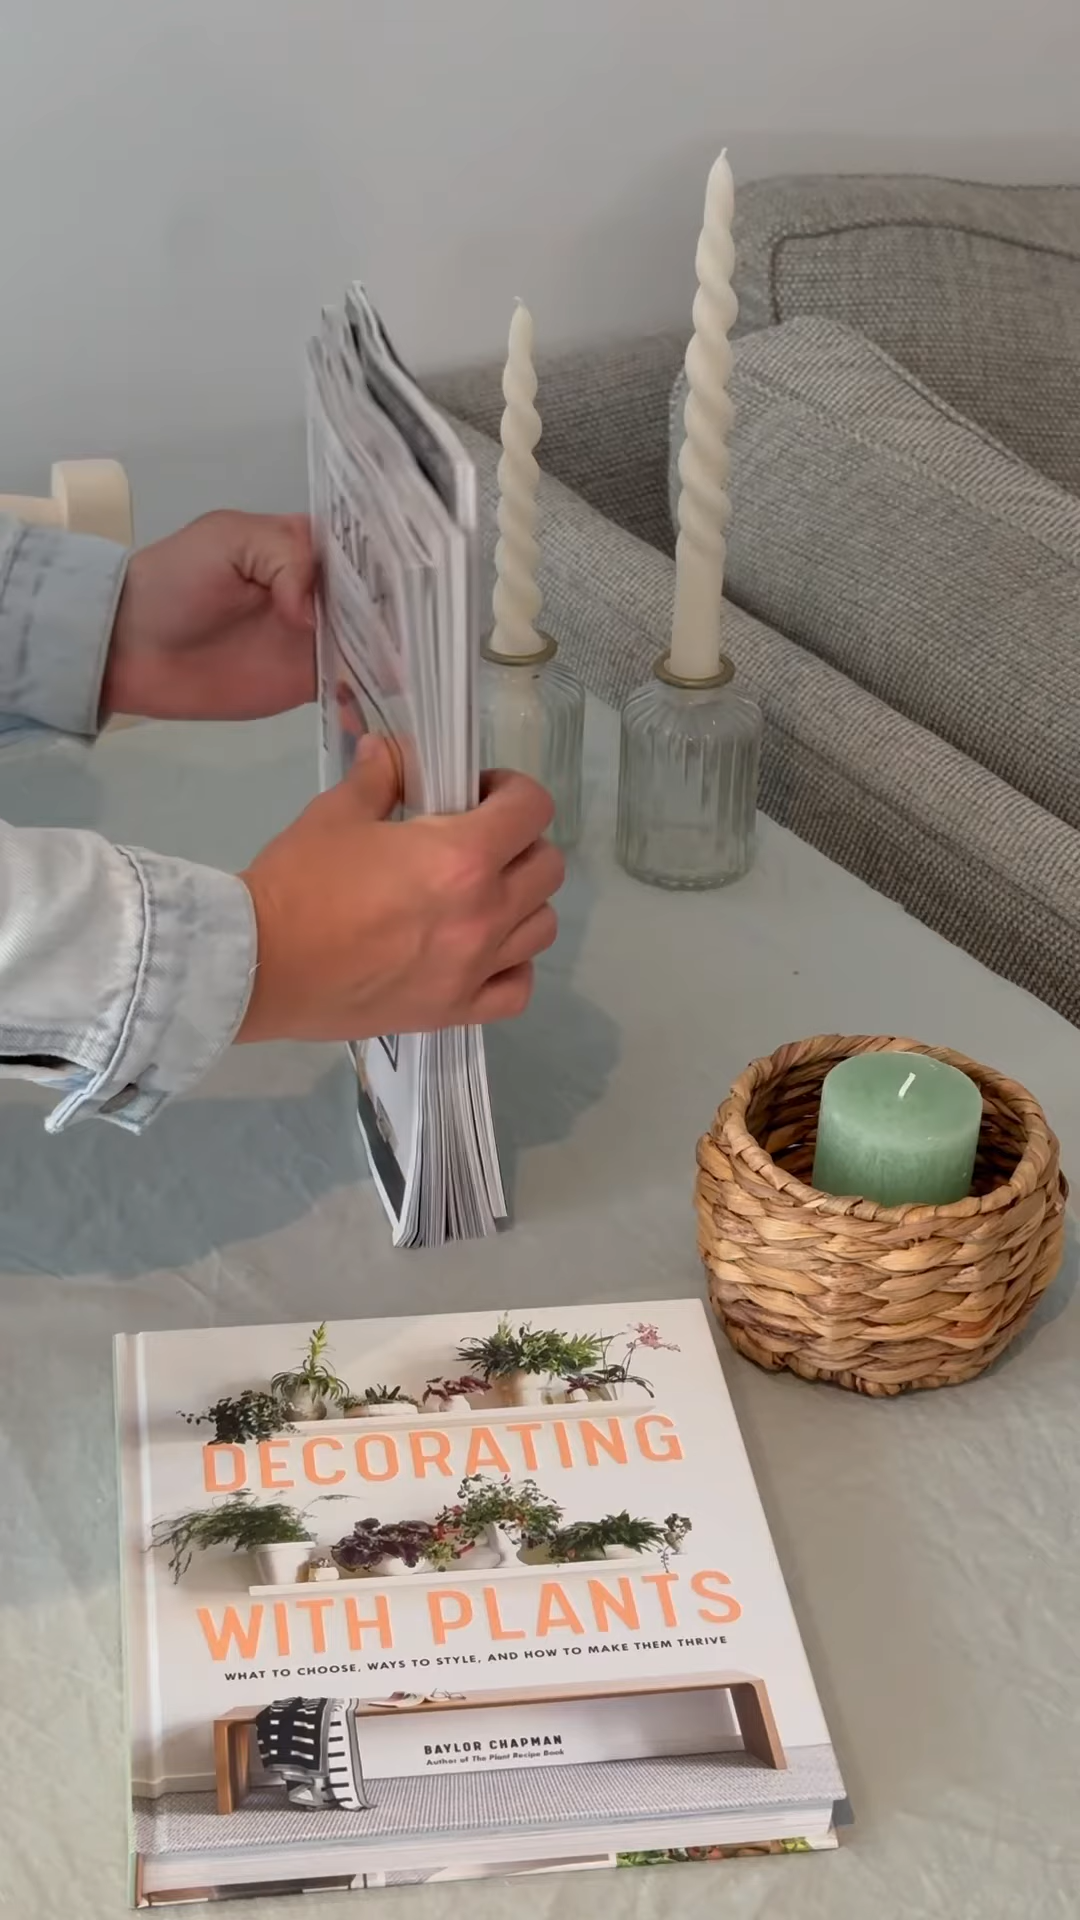 DECORATING
WITH PLANTS
WHAT TO CHOOSE, WAYS TO STYLE, AND HOW TO MAKE THEM THRIVE
BAYLOR CHAPMAN
Author of The Plant Recipe Book